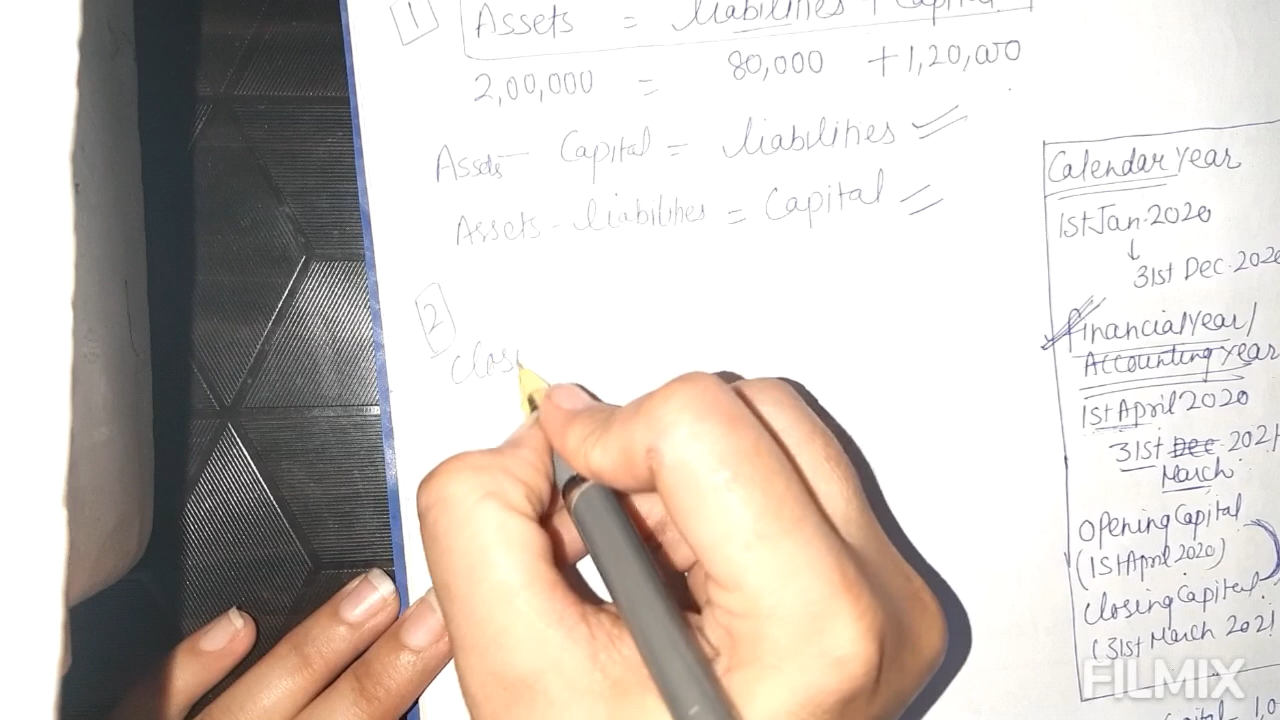 1
Assets = Liabilities + Capital
2,00,000 = 80,000 + 1,20,000
Assets - Capital = Liabilities
Assets - Liabilities = Capital
2
Clos
Calendar Year
1st Jan. 2020
↓
31st Dec. 2020
Financial Year /
Accounting Year
1st April 2020
31st Dec 2021
March
Opening Capital
(1st April 2020)
Closing Capital
(31st March 2021
FILMIX